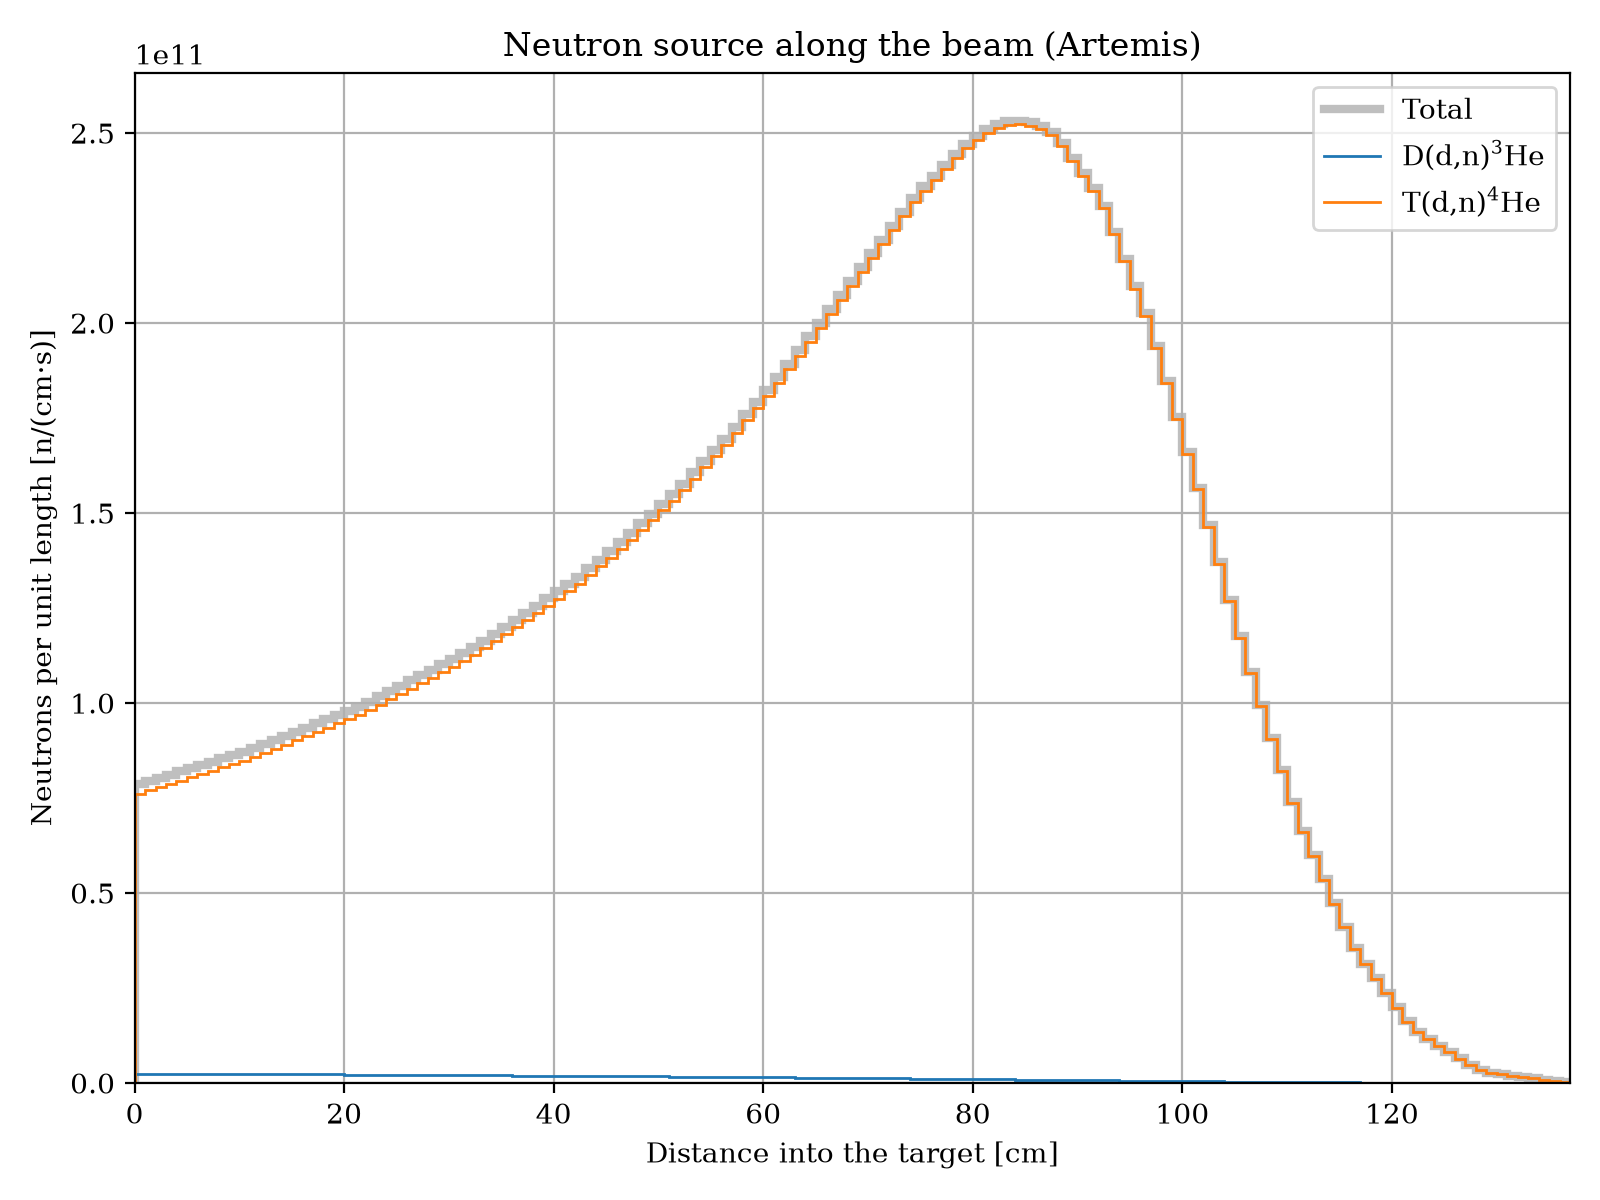 Neutron source along the beam (Artemis)
1e11
Total
D(d,n)³He
T(d,n)⁴He
Neutrons per unit length [n/(cm·s)]
2.5
2.0
1.5
1.0
0.5
0.0
0 20 40 60 80 100 120
Distance into the target [cm]